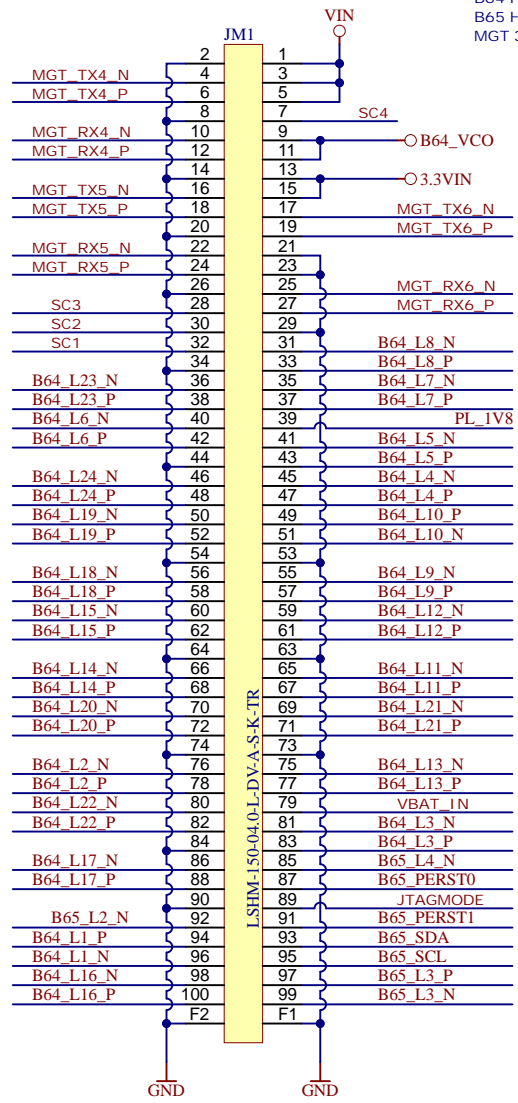 VIN
B65 H
MGT 3
JM1
2 1
MGT_TX4_N 4 3
MGT_TX4_P 6 5
8 7 SC4
MGT_RX4_N 10 9 B64_VCO
MGT_RX4_P 12 11
14 13 3.3VIN
MGT_TX5_N 16 15
MGT_TX5_P 18 17 MGT_TX6_N
20 19 MGT_TX6_P
MGT_RX5_N 22 21
MGT_RX5_P 24 23
26 25 MGT_RX6_N
SC3 28 27 MGT_RX6_P
SC2 30 29
SC1 32 31 B64_L8_N
34 33 B64_L8_P
B64_L23_N 36 35 B64_L7_N
B64_L23_P 38 37 B64_L7_P
B64_L6_N 40 39 PL_1V8
B64_L6_P 42 41 B64_L5_N
44 43 B64_L5_P
B64_L24_N 46 45 B64_L4_N
B64_L24_P 48 47 B64_L4_P
B64_L19_N 50 49 B64_L10_P
B64_L19_P 52 51 B64_L10_N
54 53
B64_L18_N 56 55 B64_L9_N
B64_L18_P 58 57 B64_L9_P
B64_L15_N 60 59 B64_L12_N
B64_L15_P 62 61 B64_L12_P
64 63
B64_L14_N 66 65 B64_L11_N
B64_L14_P 68 67 B64_L11_P
B64_L20_N 70 69 B64_L21_N
B64_L20_P 72 71 B64_L21_P
74 73
B64_L2_N 76 75 B64_L13_N
B64_L2_P 78 77 B64_L13_P
B64_L22_N 80 79 VBAT_IN
B64_L22_P 82 81 B64_L3_N
84 83 B64_L3_P
B64_L17_N 86 85 B65_L4_N
B64_L17_P 88 87 B65_PERST0
90 89 JTAGMODE
B65_L2_N 92 91 B65_PERST1
B64_L1_P 94 93 B65_SDA
B64_L1_N 96 95 B65_SCL
B64_L16_N 98 97 B65_L3_P
B64_L16_P 100 99 B65_L3_N
F2 F1
LSHM-150-04.0-L-DV-A-S-K-TR
GND GND